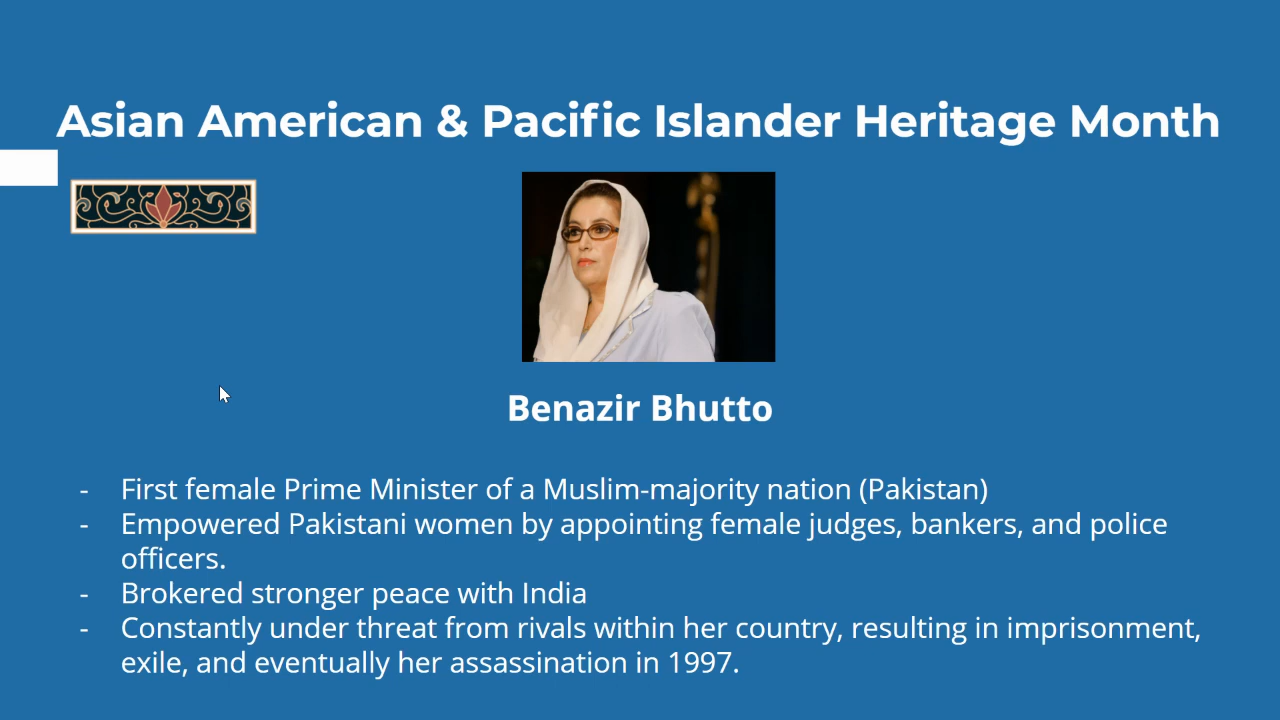 Asian American & Pacific Islander Heritage Month
Benazir Bhutto
- First female Prime Minister of a Muslim-majority nation (Pakistan)
- Empowered Pakistani women by appointing female judges, bankers, and police
officers.
- Brokered stronger peace with India
- Constantly under threat from rivals within her country, resulting in imprisonment,
exile, and eventually her assassination in 1997.